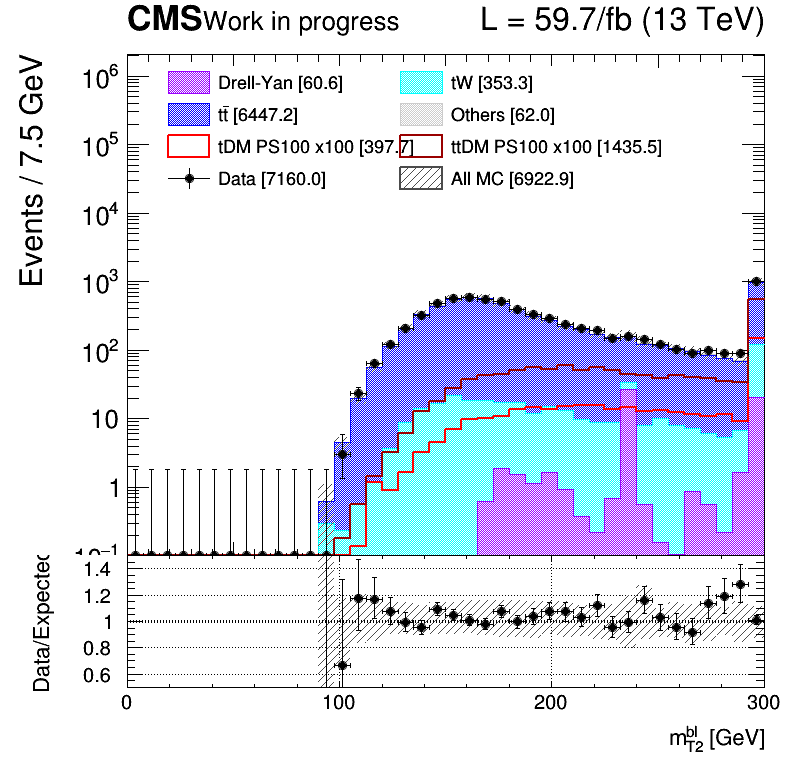 CMS Work in progress L = 59.7/fb (13 TeV)
Events / 7.5 GeV
10⁶
10⁵
10⁴
10³
10²
10
1
10⁻¹
Drell-Yan [60.6] tW [353.3]
tt̄ [6447.2] Others [62.0]
tDM PS100 x100 [397.7] ttDM PS100 x100 [1435.5]
Data [7160.0] All MC [6922.9]
Data/Expected
1.4
1.2
1
0.8
0.6
0 100 200 300
m_T2^bl [GeV]